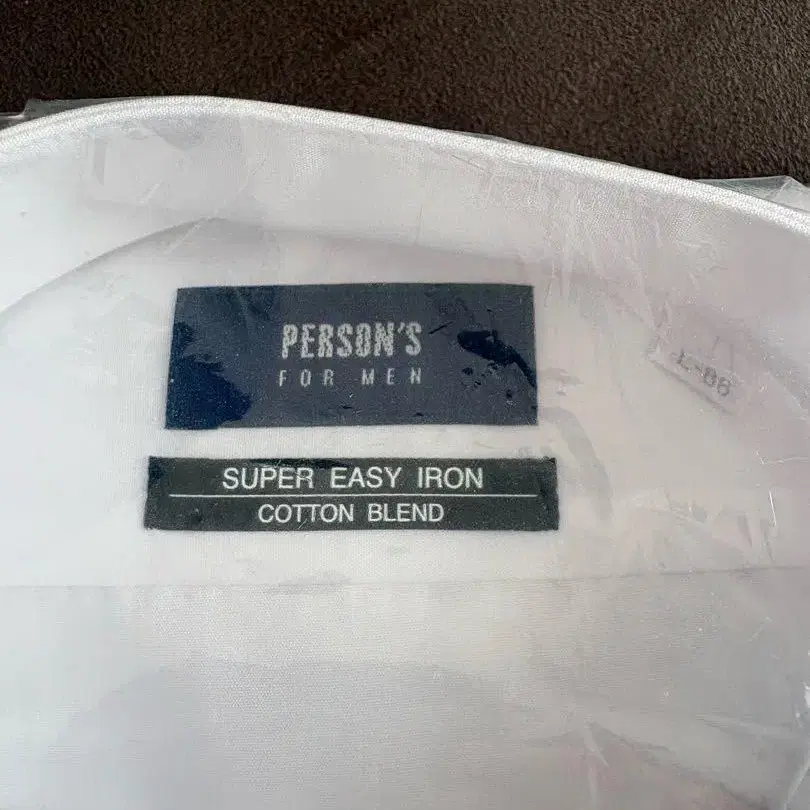 PERSON'S
FOR MEN
SUPER EASY IRON
COTTON BLEND